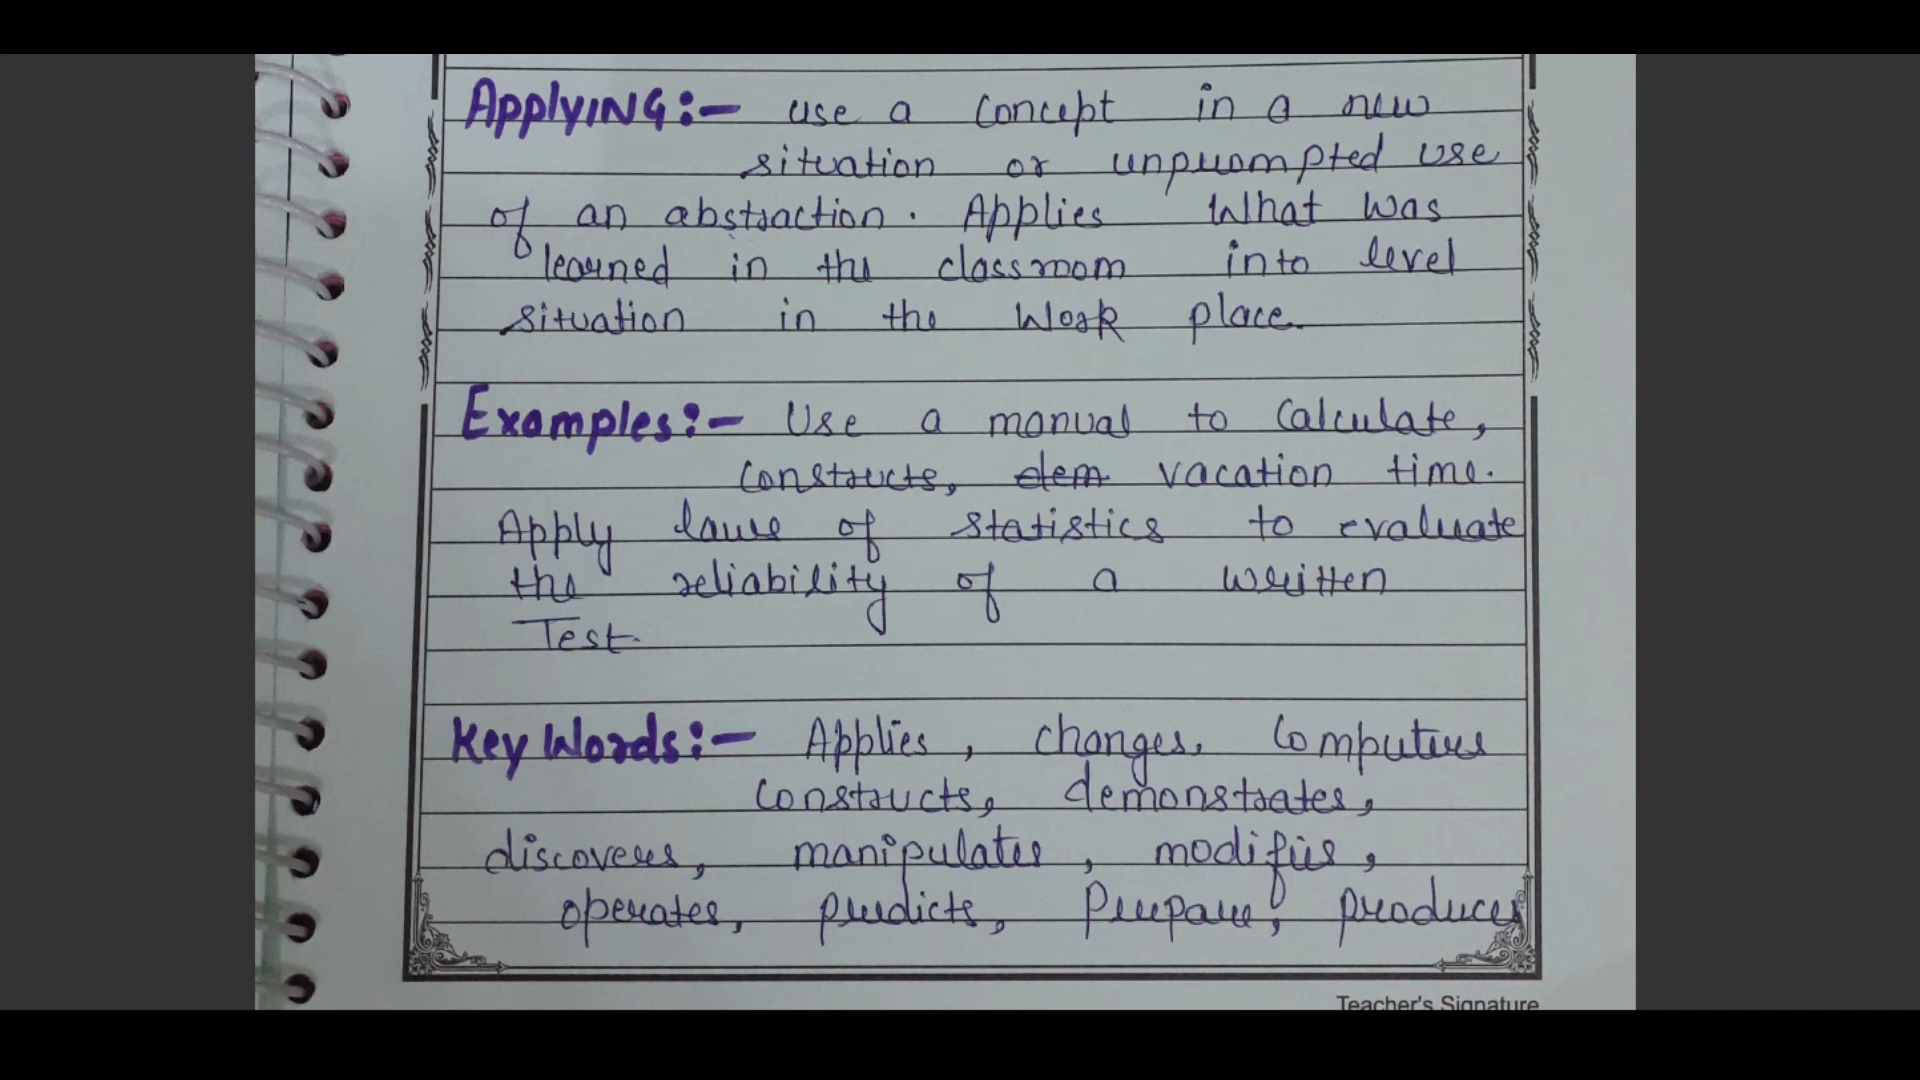 Applying:- use a concept in a new
situation or unprompted use
of an abstraction. Applies What was
learned in the classroom into level
situation in the Work place.
Examples:- Use a manual to Calculate,
constructs, dem vacation time.
Apply laws of statistics to evaluate
the reliability of a written
Test.
Key Words:- Applies, changes, Computers
constructs, demonstrates,
discovers, manipulates, modifies,
operates, predicts, Prepare, produces
Teacher's Signature